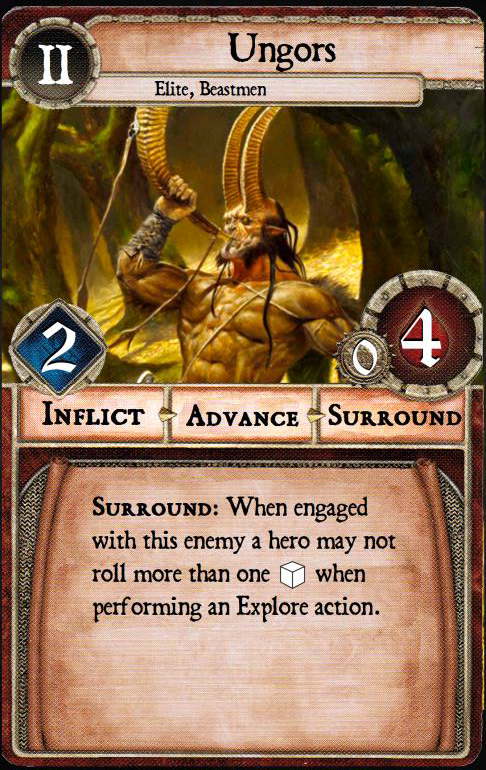 II
Ungors
Elite, Beastmen
2
0
4
INFLICT ADVANCE SURROUND
SURROUND: When engaged
with this enemy a hero may not
roll more than one when
performing an Explore action.